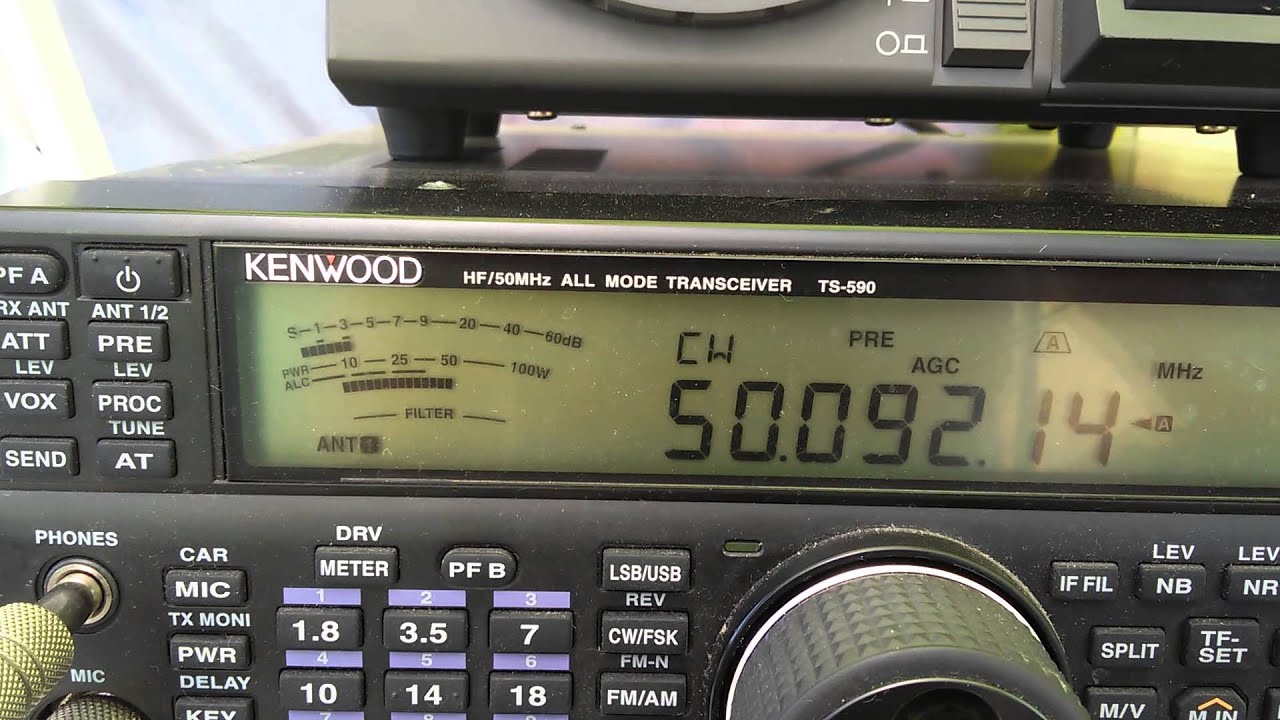 KENWOOD HF/50MHz ALL MODE TRANSCEIVER TS-590
PF A
RX ANT ANT 1/2
ATT PRE
LEV LEV
VOX PROC
TUNE
SEND AT
S-1-3-5-7-9-20-40-60dB
PWR 10 25 50 100W
ALC
FILTER
ANT
CW PRE A
AGC MHz
50.092.14 A
PHONES
CAR
MIC
TX MONI
PWR
DELAY
KEY
MIC
DRV
METER PF B
1 2 3
1.8 3.5 7
4 5 6
10 14 18
7 8 9
LSB/USB
REV
CW/FSK
FM-N
FM/AM
LEV LEV
IF FIL NB NR
SPLIT TF-SET
M/V M.IN